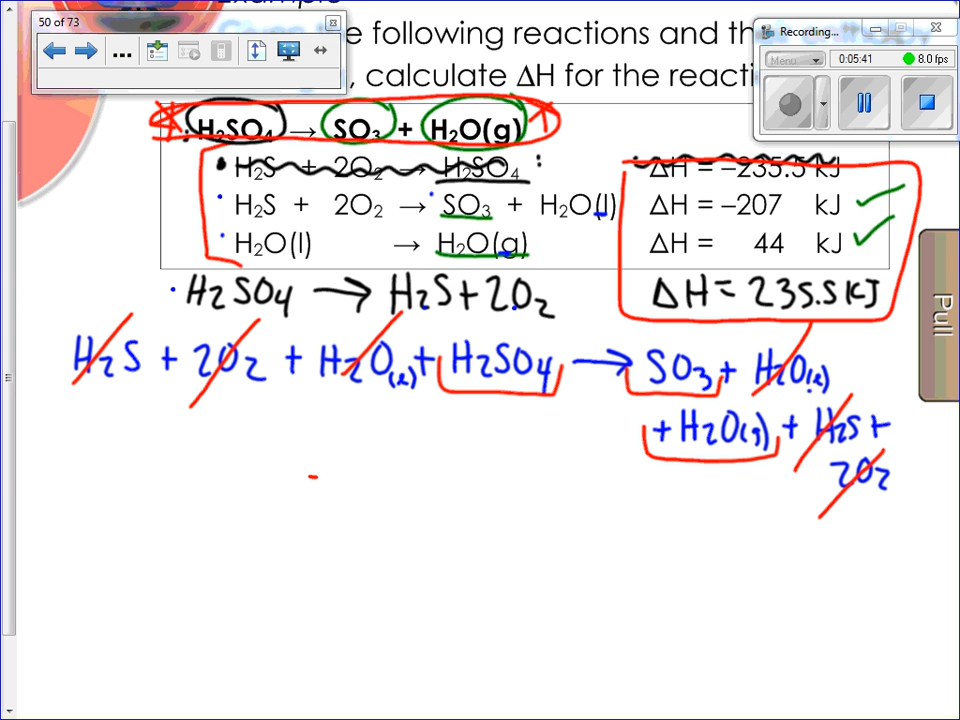 50 of 73
Recording...
Menu
0:05:41
8.0 fps
Example
Given the following reactions and
, calculate ΔH for the
H₂SO₄ → SO₃ + H₂O(g)
H₂S + 2O₂ → H₂SO₄ ΔH = –235.5 kJ
H₂S + 2O₂ → SO₃ + H₂O(l) ΔH = –207 kJ
H₂O(l) → H₂O(g) ΔH = 44 kJ
H₂SO₄ → H₂S + 2O₂ ΔH = 235.5 KJ
H₂S + 2O₂ + H₂O(l) + H₂SO₄ → SO₃ + H₂O(l)
+ H₂O(g) + H₂S +
2O₂
Pull